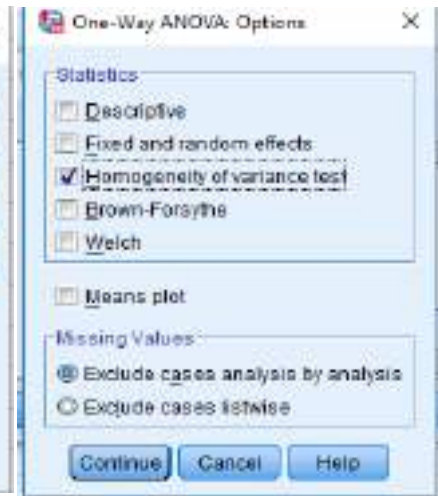 One-Way ANOVA: Options
Statistics
Descriptive
Fixed and random effects
Homogeneity of variance test
Brown-Forsythe
Welch
Means plot
Missing Values
Exclude cases analysis by analysis
Exclude cases listwise
Continue Cancel Help